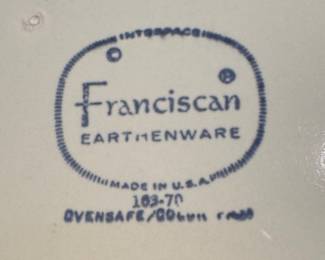 INTERPACE
©
®
Franciscan
EARTHENWARE
MADE IN U.S.A.
163-70
OVENSAFE/